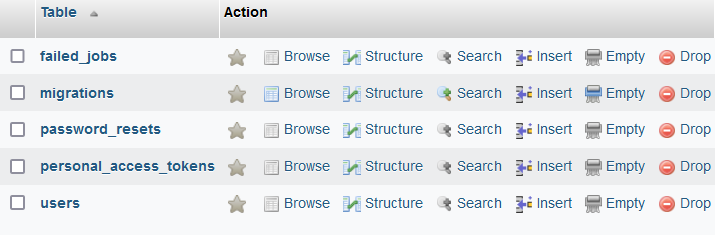 Table Action
failed_jobs Browse Structure Search Insert Empty Drop
migrations Browse Structure Search Insert Empty Drop
password_resets Browse Structure Search Insert Empty Drop
personal_access_tokens Browse Structure Search Insert Empty Drop
users Browse Structure Search Insert Empty Drop